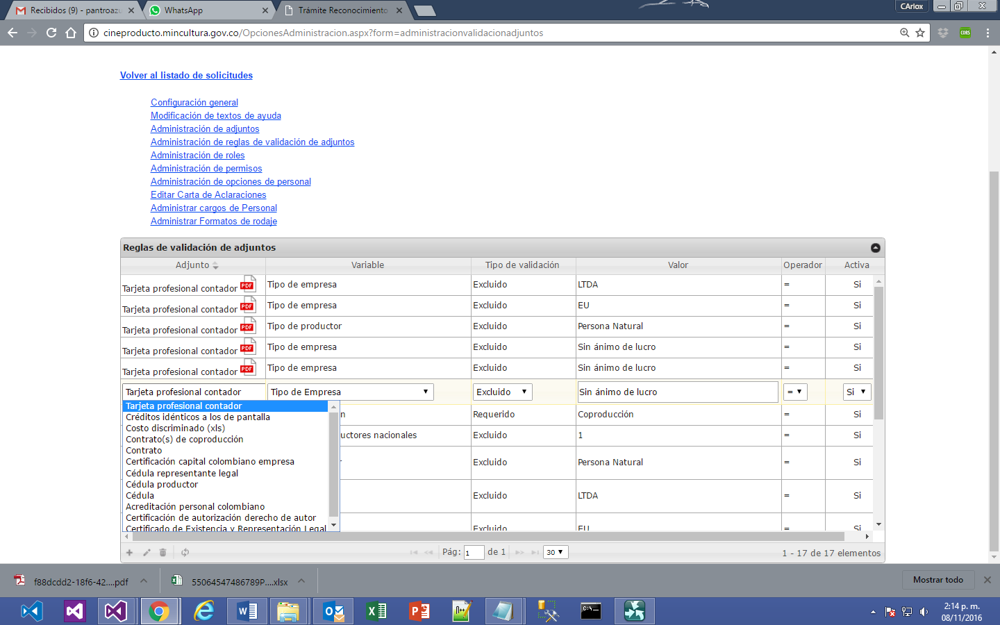 Recibidos (9) - pantroazu
WhatsApp
Trámite Reconocimiento
CArlox
cineproducto.mincultura.gov.co/OpcionesAdministracion.aspx?form=administracionvalidacionadjuntos
CORS
Volver al listado de solicitudes
Configuración general
Modificación de textos de ayuda
Administración de adjuntos
Administración de reglas de validación de adjuntos
Administración de roles
Administración de permisos
Administración de opciones de personal
Editar Carta de Aclaraciones
Administrar cargos de Personal
Administrar Formatos de rodaje
Reglas de validación de adjuntos
Adjunto Variable Tipo de validación Valor Operador Activa
Tarjeta profesional contador PDF Tipo de empresa Excluido LTDA = Si
Tarjeta profesional contador PDF Tipo de empresa Excluido EU = Si
Tarjeta profesional contador PDF Tipo de productor Excluido Persona Natural = Si
Tarjeta profesional contador PDF Tipo de empresa Excluido Sin ánimo de lucro = Si
Tarjeta profesional contador PDF Tipo de empresa Excluido Sin ánimo de lucro = Si
Tarjeta profesional contador Tipo de Empresa Excluido Sin ánimo de lucro = Si
Tarjeta profesional contador
Créditos idénticos a los de pantalla
Costo discriminado (xls)
Contrato(s) de coproducción
Contrato
Certificación capital colombiano empresa
Cédula representante legal
Cédula productor
Cédula
Acreditación personal colombiano
Certificación de autorización derecho de autor
Certificado de Existencia y Representación Legal
n Requerido Coproducción = Si
uctores nacionales Excluido 1 = Si
r Excluido Persona Natural = Si
Excluido LTDA = Si
Excluido EU = Si
Pág: 1 de 1 30 1 - 17 de 17 elementos
f88dcdd2-18f6-42....pdf
55064547486789P....xlsx
Mostrar todo
2:14 p. m.
08/11/2016